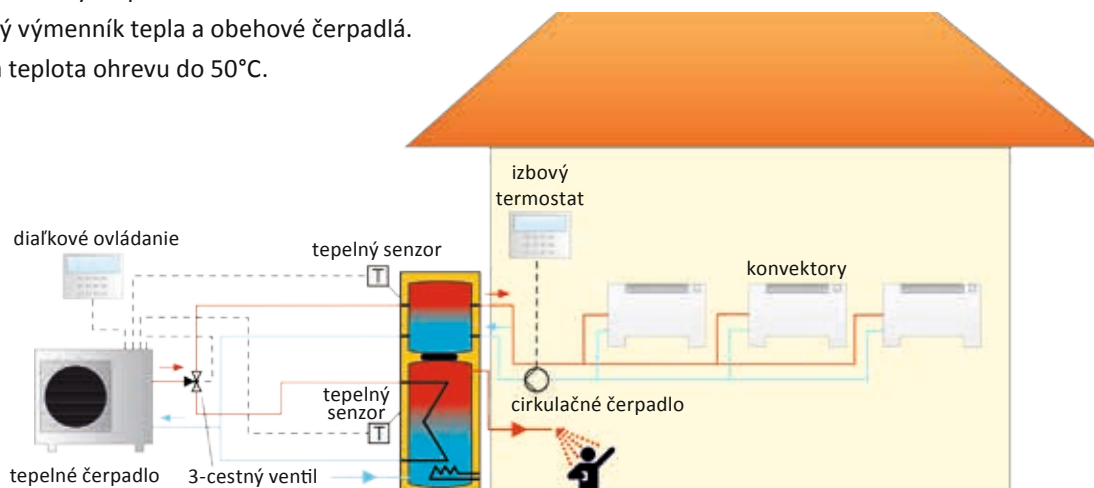 ý výmenník tepla a obehové čerpadlá.
teplota ohrevu do 50°C.
izbový
termostat
diaľkové ovládanie
tepelný senzor
T
konvektory
tepelný
senzor
T
cirkulačné čerpadlo
tepelné čerpadlo
3-cestný ventil